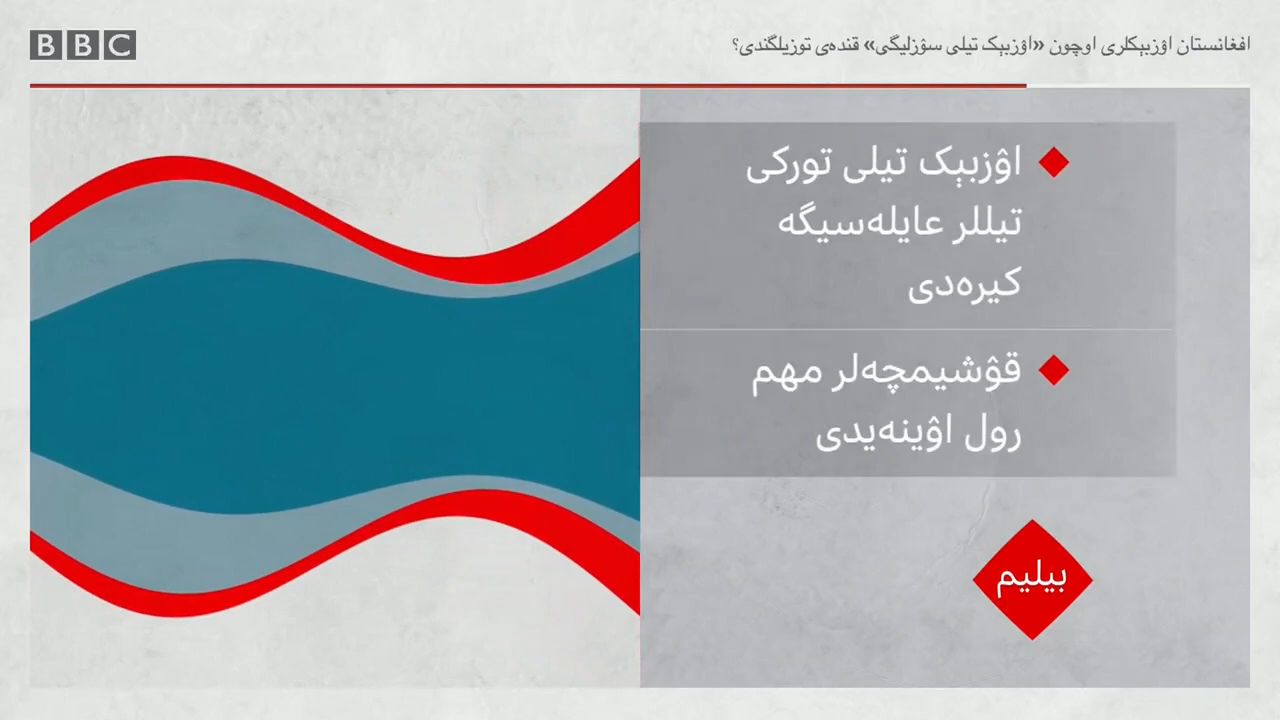 BBC
افغانستان اۉزبېکلری اوچون «اۉزبېک تیلی سۉزلیگی» قنده‌ی توزیلگندی؟
اۉزبېک تیلی تورکی
تیللر عایله‌سیگه
کیره‌دی
قۉشیمچه‌لر مهم
رول اۉینه‌یدی
بیلیم